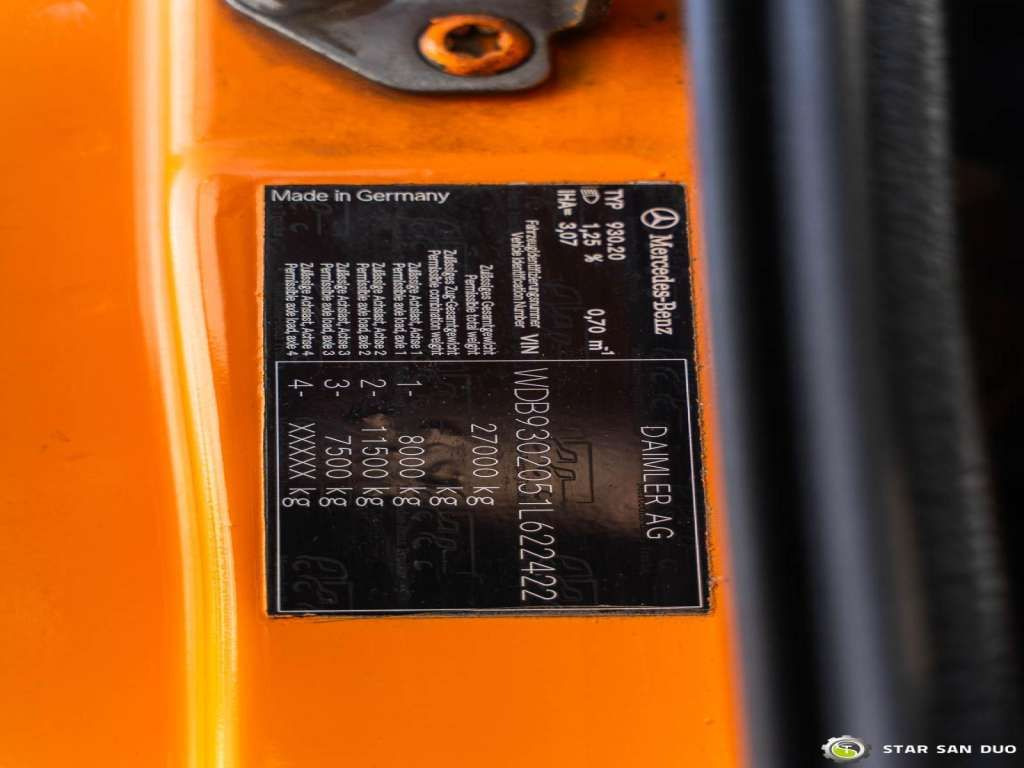 Mercedes-Benz
DAIMLER AG
TYP 930.20
1,25 % 0,70 m-1
IHA= 3,07
Fahrzeugidentifizierungsnummer
Vehicle Identification Number
VIN WDB9302051L622422
Zulässiges Gesamtgewicht
Permissible total weight
27000 kg
Zulässiges Zug-Gesamtgewicht
Permissible combination weight
kg
Zulässige Achslast, Achse 1
Permissible axle load, axle 1
1- 8000 kg
Zulässige Achslast, Achse 2
Permissible axle load, axle 2
2- 11500 kg
Zulässige Achslast, Achse 3
Permissible axle load, axle 3
3- 7500 kg
Zulässige Achslast, Achse 4
Permissible axle load, axle 4
4- XXXXX kg
Made in Germany
STAR SAN DUO